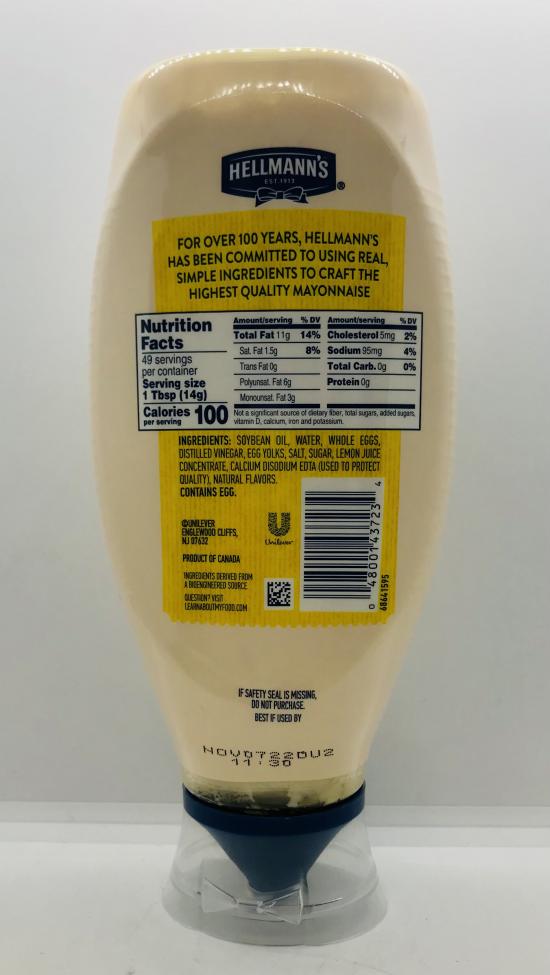 HELLMANN'S
EST. 1913
®
FOR OVER 100 YEARS, HELLMANN'S
HAS BEEN COMMITTED TO USING REAL,
SIMPLE INGREDIENTS TO CRAFT THE
HIGHEST QUALITY MAYONNAISE
Nutrition
Facts
49 servings
per container
Serving size
1 Tbsp (14g)
Calories 100
per serving
Amount/serving % DV
Total Fat 11g 14%
Sat. Fat 1.5g 8%
Trans Fat 0g
Polyunsat. Fat 6g
Monounsat. Fat 3g
Amount/serving % DV
Cholesterol 5mg 2%
Sodium 95mg 4%
Total Carb. 0g 0%
Protein 0g
Not a significant source of dietary fiber, total sugars, added sugars,
vitamin D, calcium, iron and potassium.
INGREDIENTS: SOYBEAN OIL, WATER, WHOLE EGGS,
DISTILLED VINEGAR, EGG YOLKS, SALT, SUGAR, LEMON JUICE
CONCENTRATE, CALCIUM DISODIUM EDTA (USED TO PROTECT
QUALITY), NATURAL FLAVORS.
CONTAINS EGG.
©UNILEVER
ENGLEWOOD CLIFFS,
NJ 07632
PRODUCT OF CANADA
INGREDIENTS DERIVED FROM
A BIOENGINEERED SOURCE
QUESTION? VISIT
LEARNABOUTMYFOOD.COM
Unilever
0 48001 43723 4
68641595
IF SAFETY SEAL IS MISSING,
DO NOT PURCHASE.
BEST IF USED BY
NOV0722DU2
11:30